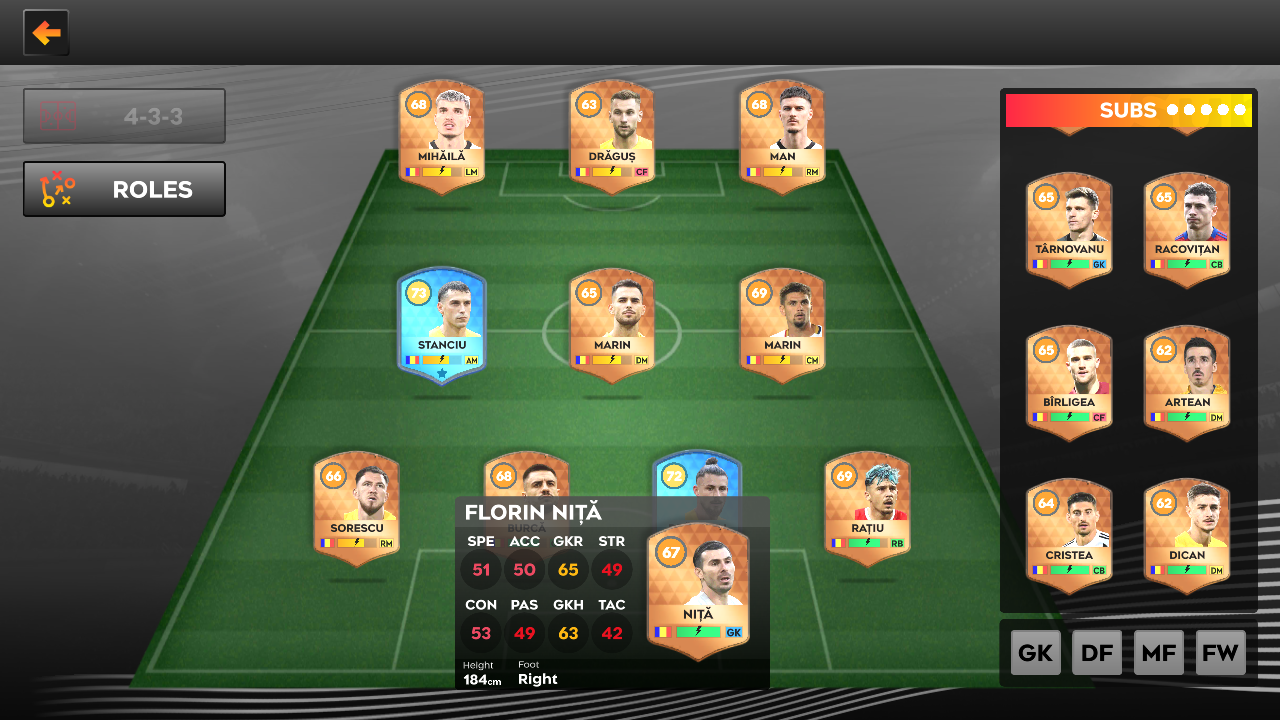 4-3-3
ROLES
68
MIHĂILĂ
LM
63
DRĂGUȘ
CF
68
MAN
RM
73
STANCIU
AM
65
MARIN
DM
69
MARIN
CM
66
SORESCU
RM
68
BURCĂ
72
69
RAȚIU
RB
FLORIN NIȚĂ
SPE ACC GKR STR
51 50 65 49
CON PAS GKH TAC
53 49 63 42
Height Foot
184cm Right
67
NIȚĂ
GK
SUBS
65
TÂRNOVANU
GK
65
RACOVIȚAN
CB
65
BÎRLIGEA
CF
62
ARTEAN
DM
64
CRISTEA
CB
62
DICAN
DM
GK DF MF FW